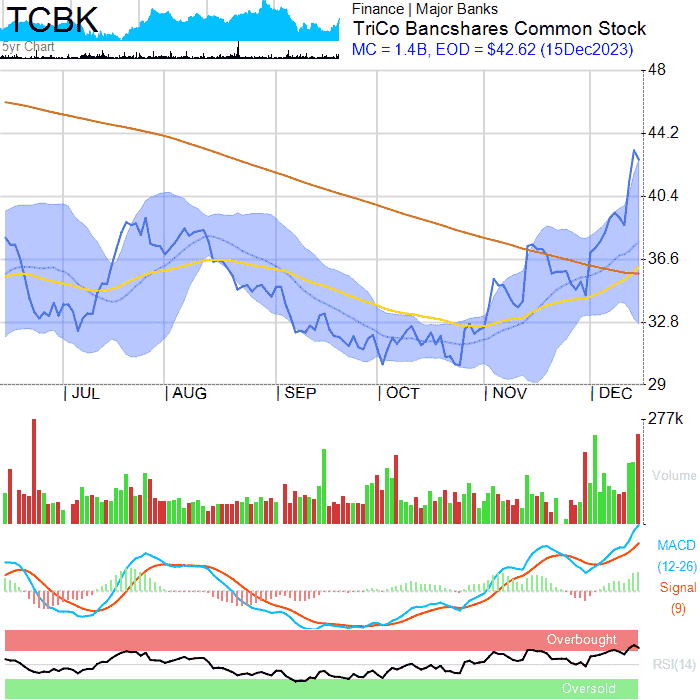 TCBK
Finance | Major Banks
TriCo Bancshares Common Stock
5yr Chart
MC = 1.4B, EOD = $42.62 (15Dec2023)
48
44.2
40.4
36.6
32.8
29
| JUL | AUG | SEP | OCT | NOV | DEC
277k
Volume
MACD
(12-26)
Signal
(9)
Overbought
RSI(14)
Oversold